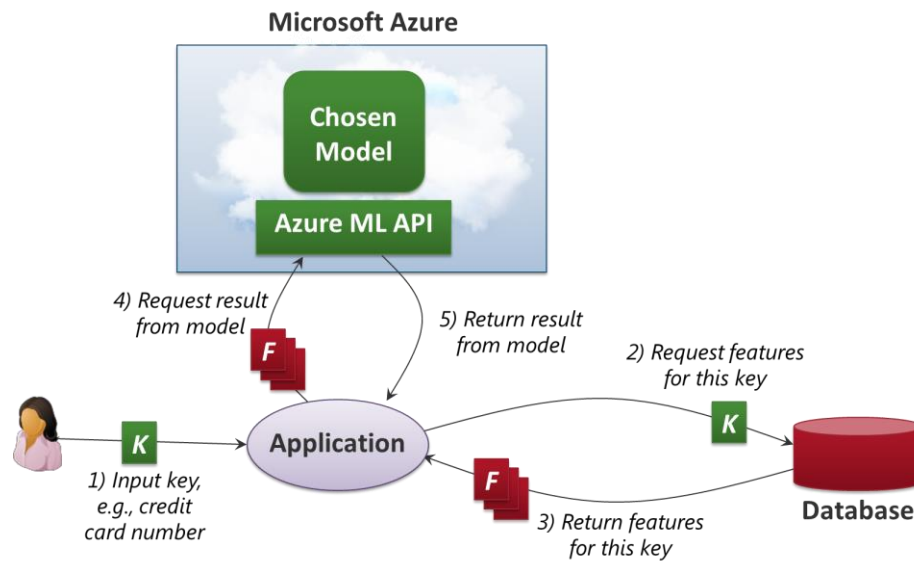 Microsoft Azure
Chosen
Model
Azure ML API
4) Request result
from model
5) Return result
from model
F
2) Request features
for this key
K
K
Application
1) Input key,
e.g., credit
card number
F
3) Return features
for this key
Database